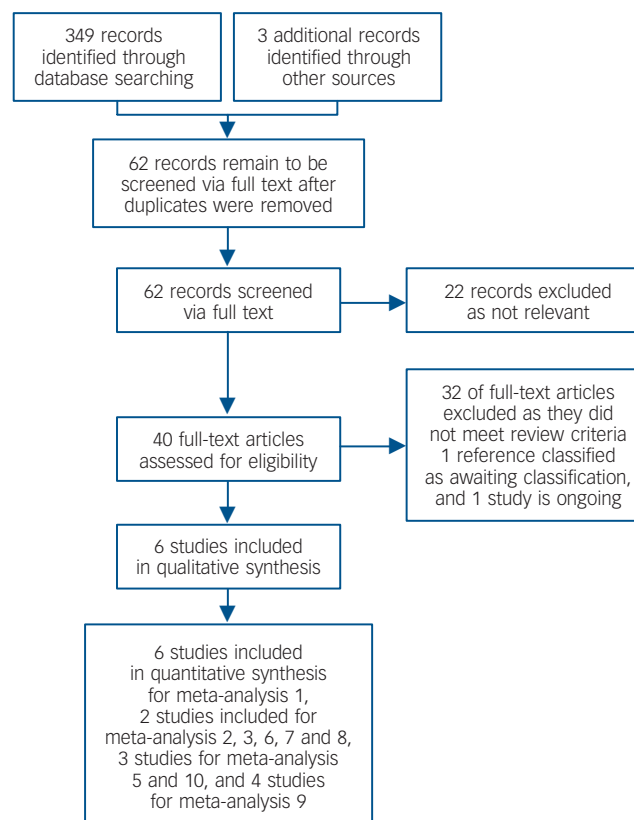 349 records
identified through
database searching
3 additional records
identified through
other sources
62 records remain to be
screened via full text after
duplicates were removed
62 records screened
via full text
22 records excluded
as not relevant
40 full-text articles
assessed for eligibility
32 of full-text articles
excluded as they did
not meet review criteria
1 reference classified
as awaiting classification,
and 1 study is ongoing
6 studies included
in qualitative synthesis
6 studies included
in quantitative synthesis
for meta-analysis 1,
2 studies included for
meta-analysis 2, 3, 6, 7 and 8,
3 studies for meta-analysis
5 and 10, and 4 studies
for meta-analysis 9